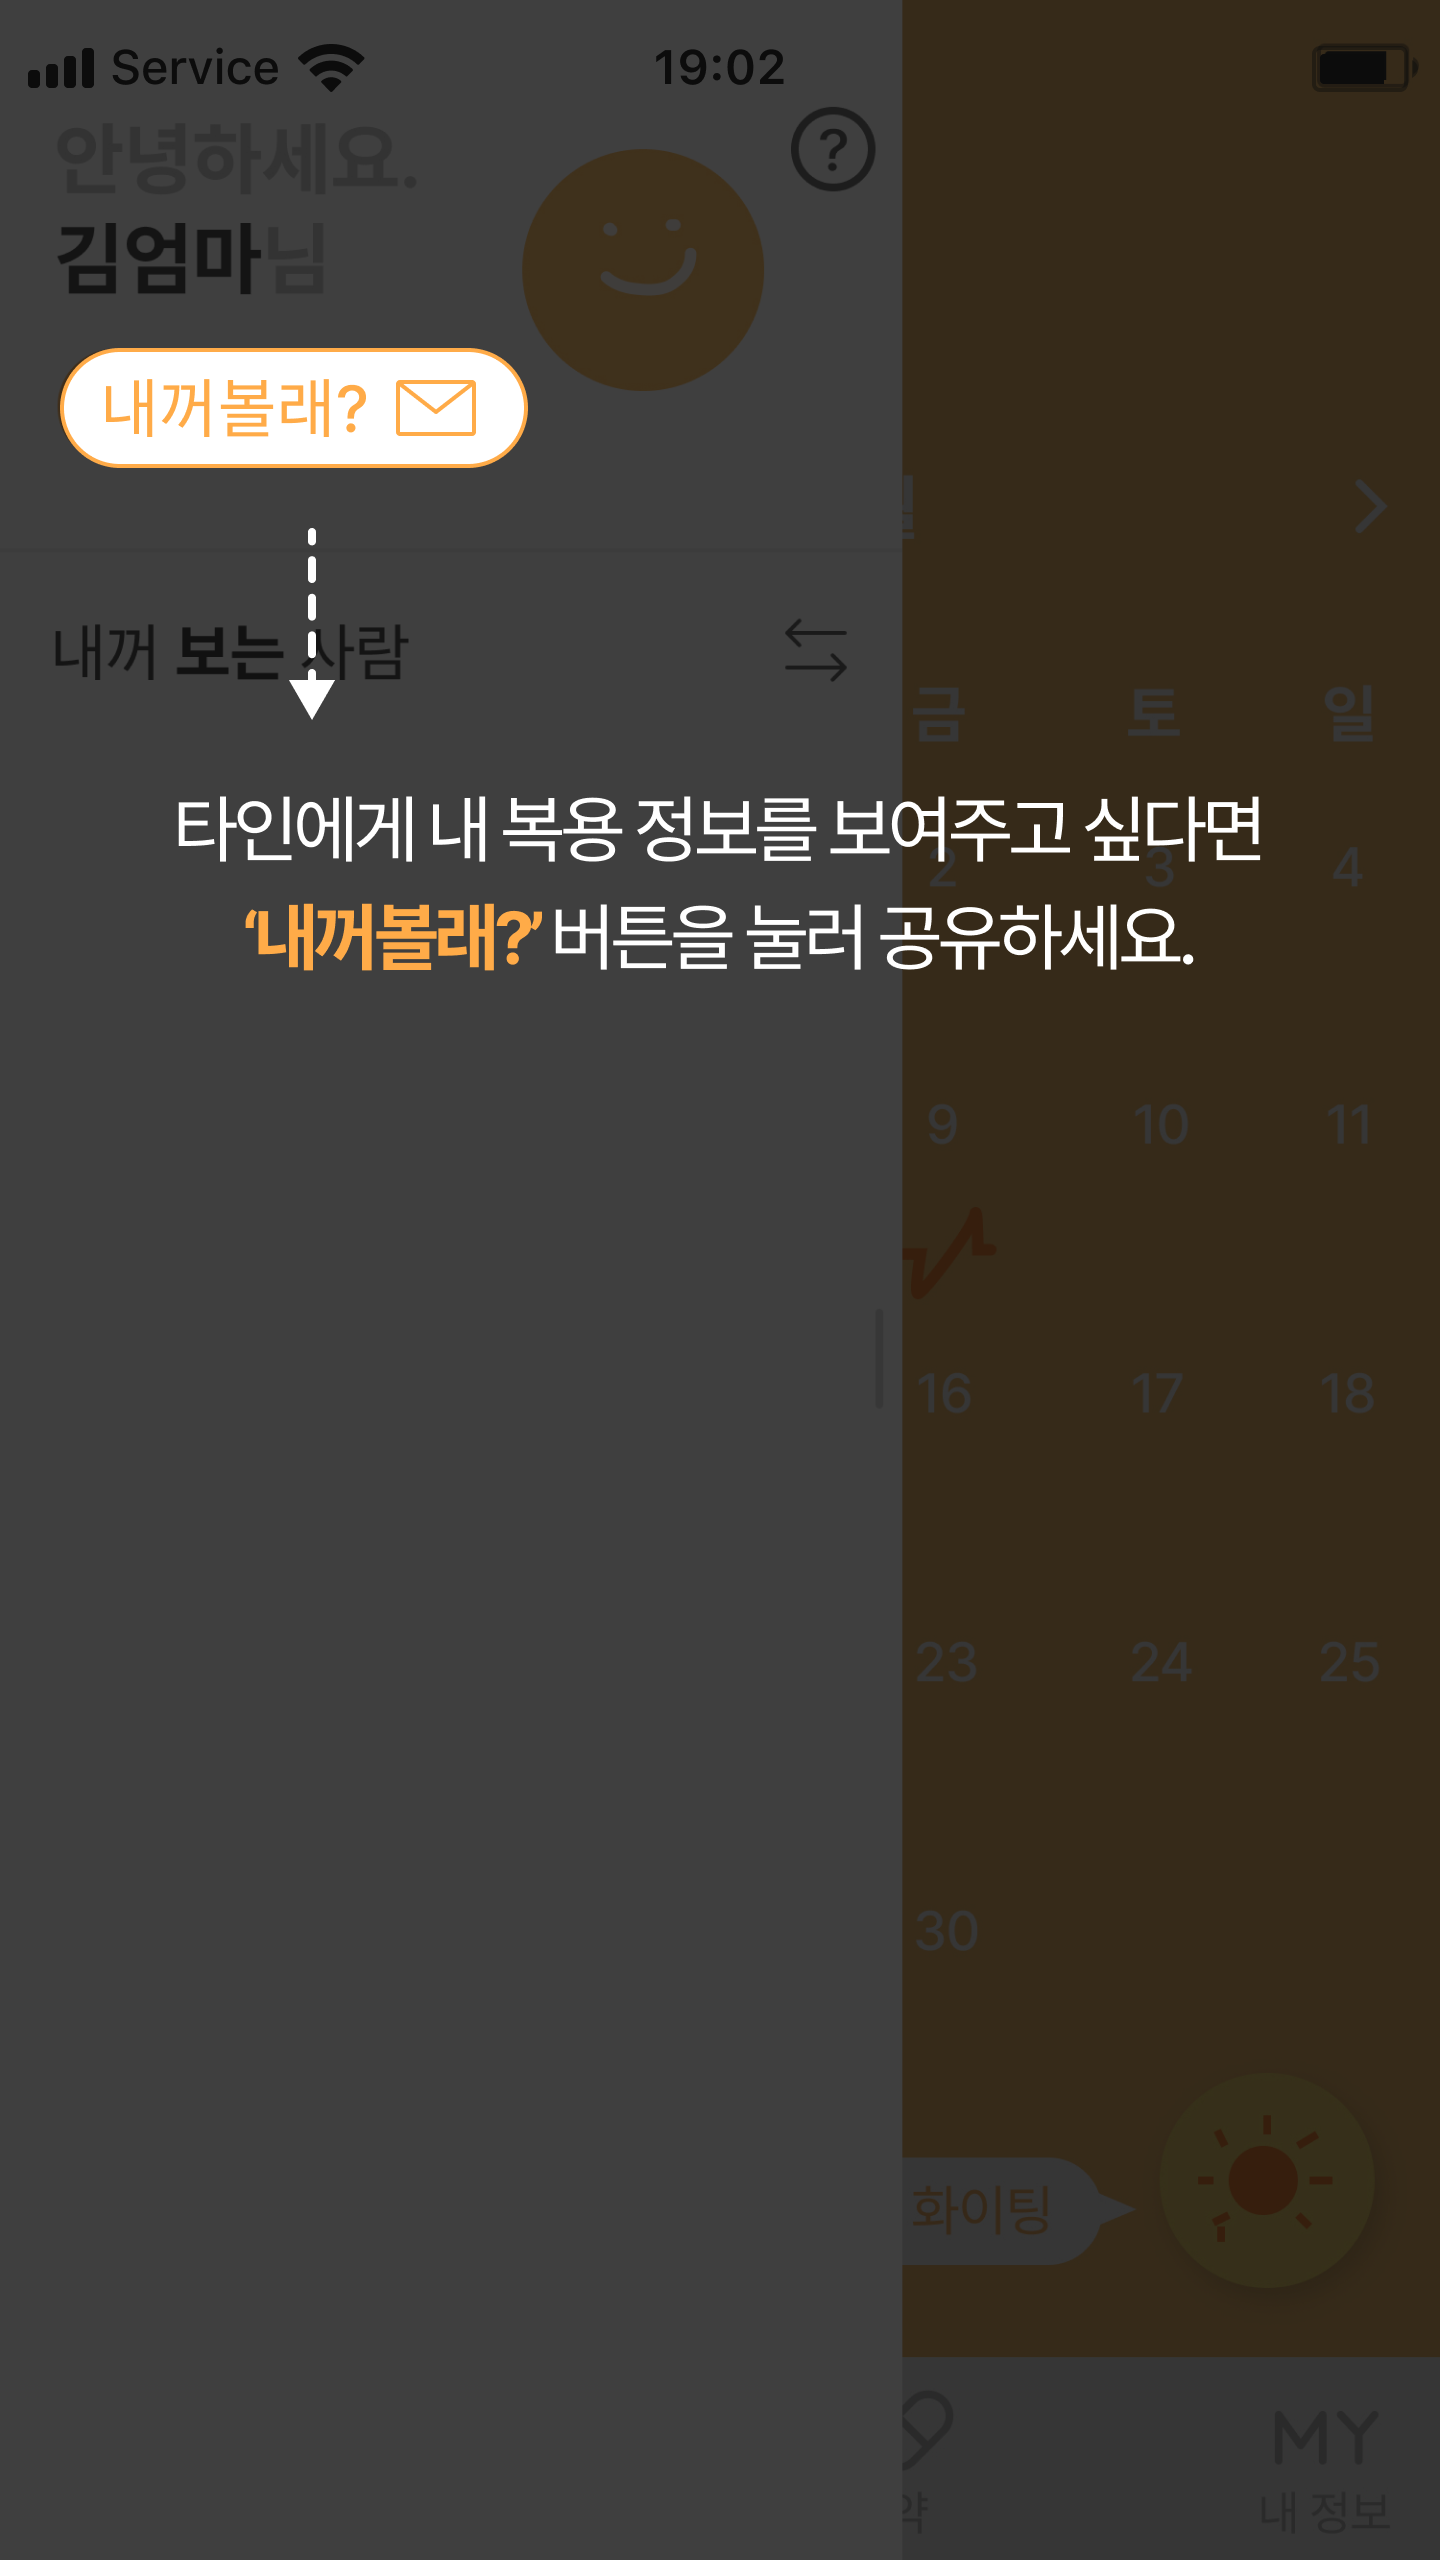 Service 19:02
안녕하세요.
?
김엄마님
내꺼볼래?
내꺼 보는 사람
금 토 일
타인에게 내 복용 정보를 보여주고 싶다면
2 3 4
‘내꺼볼래?’ 버튼을 눌러 공유하세요.
9 10 11
16 17 18
23 24 25
30
화이팅
MY
약 내 정보